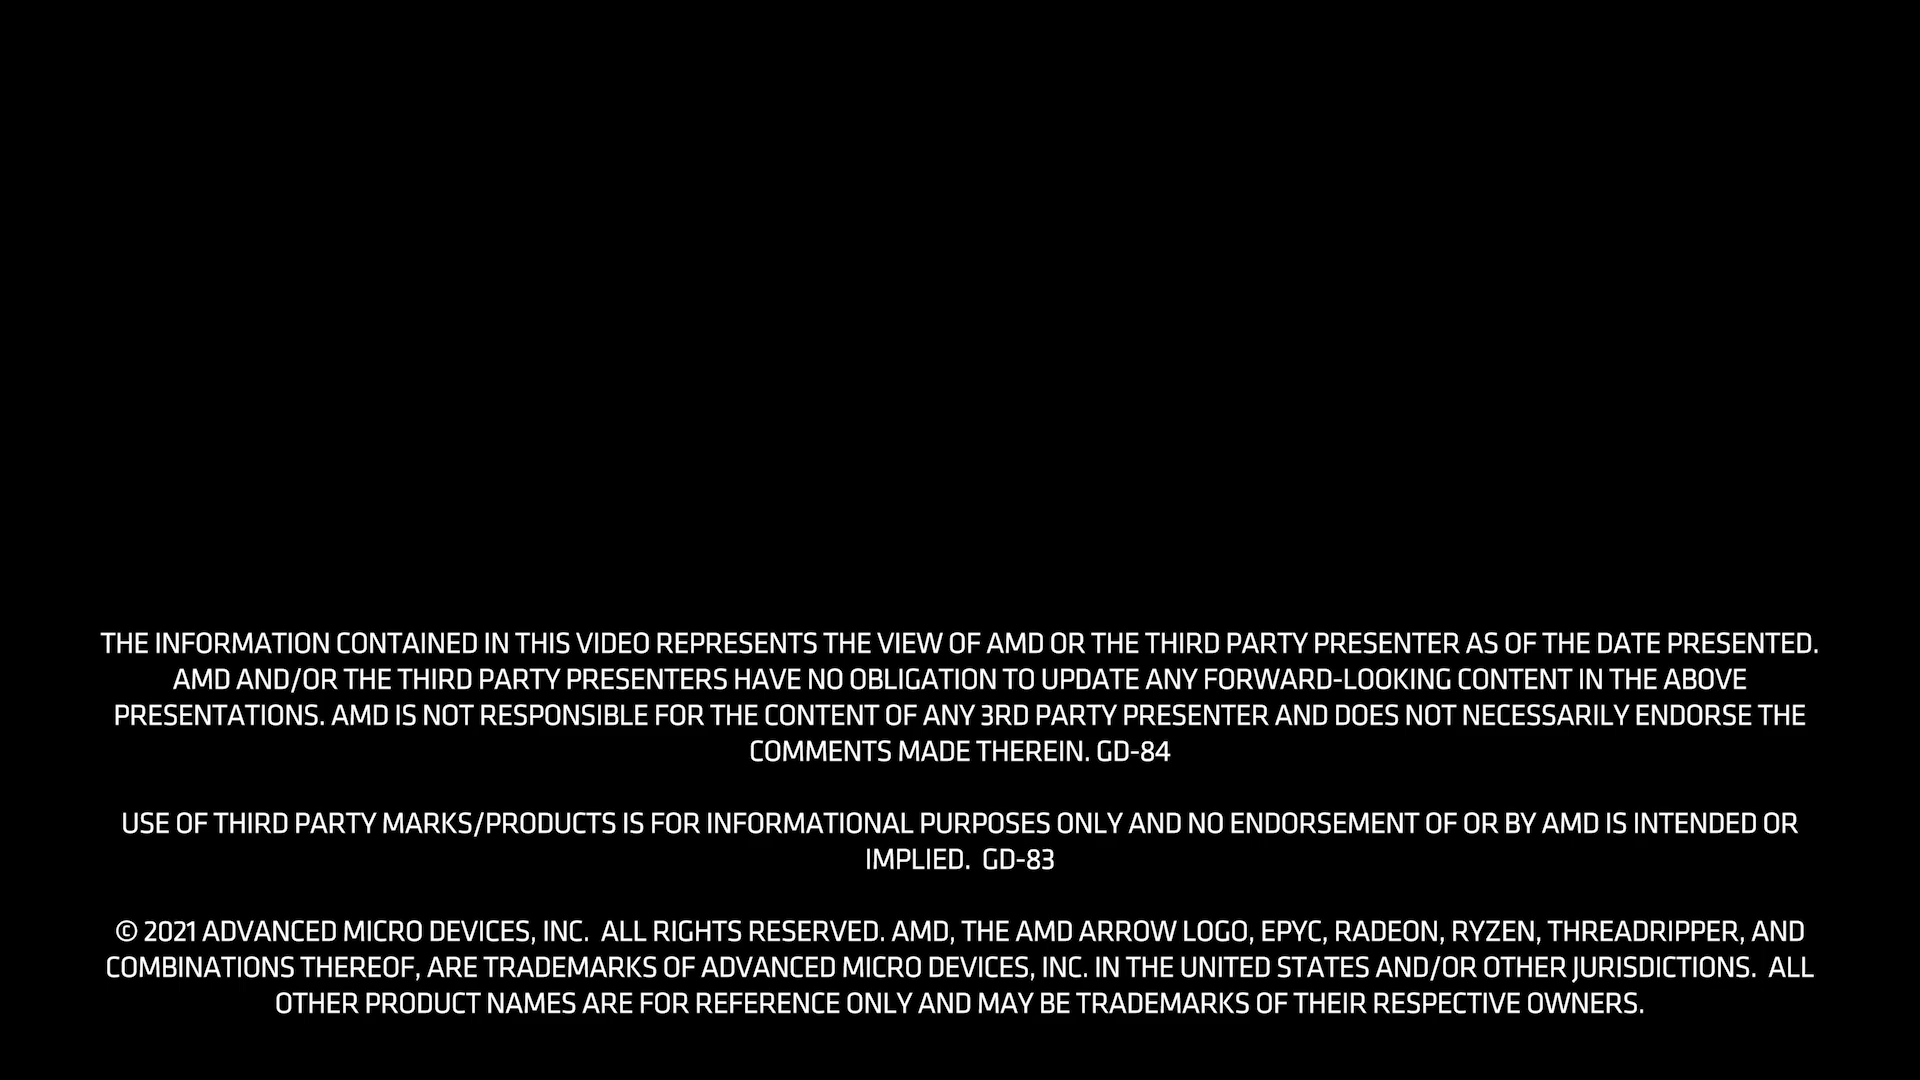 THE INFORMATION CONTAINED IN THIS VIDEO REPRESENTS THE VIEW OF AMD OR THE THIRD PARTY PRESENTER AS OF THE DATE PRESENTED.
AMD AND/OR THE THIRD PARTY PRESENTERS HAVE NO OBLIGATION TO UPDATE ANY FORWARD-LOOKING CONTENT IN THE ABOVE
PRESENTATIONS. AMD IS NOT RESPONSIBLE FOR THE CONTENT OF ANY 3RD PARTY PRESENTER AND DOES NOT NECESSARILY ENDORSE THE
COMMENTS MADE THEREIN. GD-84
USE OF THIRD PARTY MARKS/PRODUCTS IS FOR INFORMATIONAL PURPOSES ONLY AND NO ENDORSEMENT OF OR BY AMD IS INTENDED OR
IMPLIED.  GD-83
© 2021 ADVANCED MICRO DEVICES, INC.  ALL RIGHTS RESERVED. AMD, THE AMD ARROW LOGO, EPYC, RADEON, RYZEN, THREADRIPPER, AND
COMBINATIONS THEREOF, ARE TRADEMARKS OF ADVANCED MICRO DEVICES, INC. IN THE UNITED STATES AND/OR OTHER JURISDICTIONS.  ALL
OTHER PRODUCT NAMES ARE FOR REFERENCE ONLY AND MAY BE TRADEMARKS OF THEIR RESPECTIVE OWNERS.